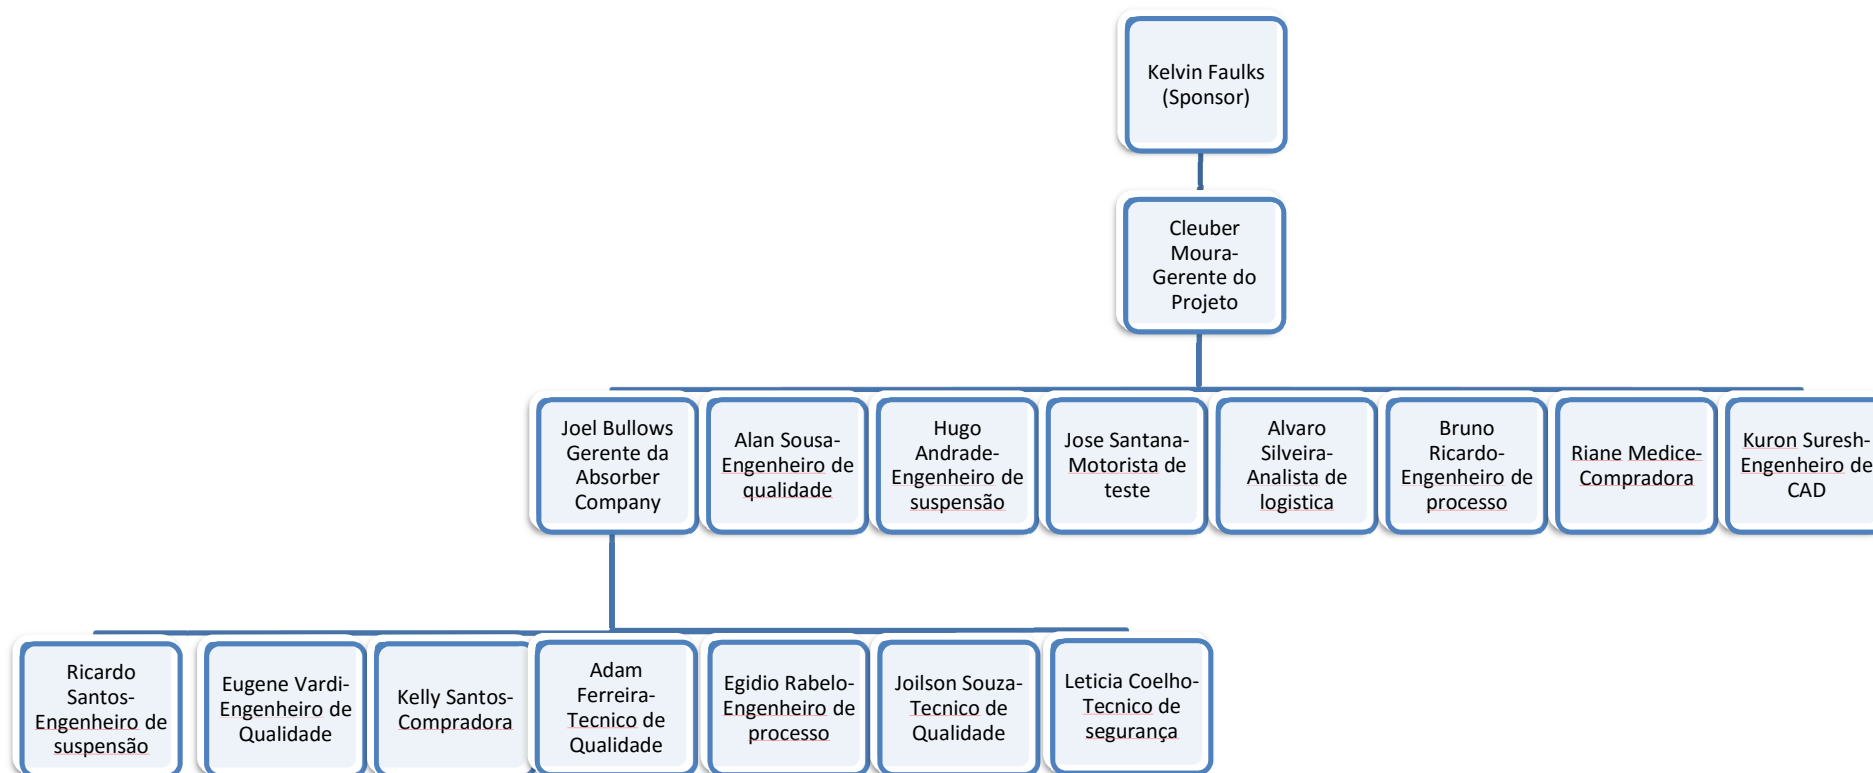 Kelvin Faulks
(Sponsor)
Cleuber
Moura-
Gerente do
Projeto
Joel Bullows
Gerente da
Absorber
Company
Alan Sousa-
Engenheiro de
qualidade
Hugo
Andrade-
Engenheiro de
suspensão
Jose Santana-
Motorista de
teste
Alvaro
Silveira-
Analista de
logistica
Bruno
Ricardo-
Engenheiro de
processo
Riane Medice-
Compradora
Kuron Suresh-
Engenheiro de
CAD
Ricardo
Santos-
Engenheiro de
suspensão
Eugene Vardi-
Engenheiro de
Qualidade
Kelly Santos-
Compradora
Adam
Ferreira-
Tecnico de
Qualidade
Egidio Rabelo-
Engenheiro de
processo
Joilson Souza-
Tecnico de
Qualidade
Leticia Coelho-
Tecnico de
segurança